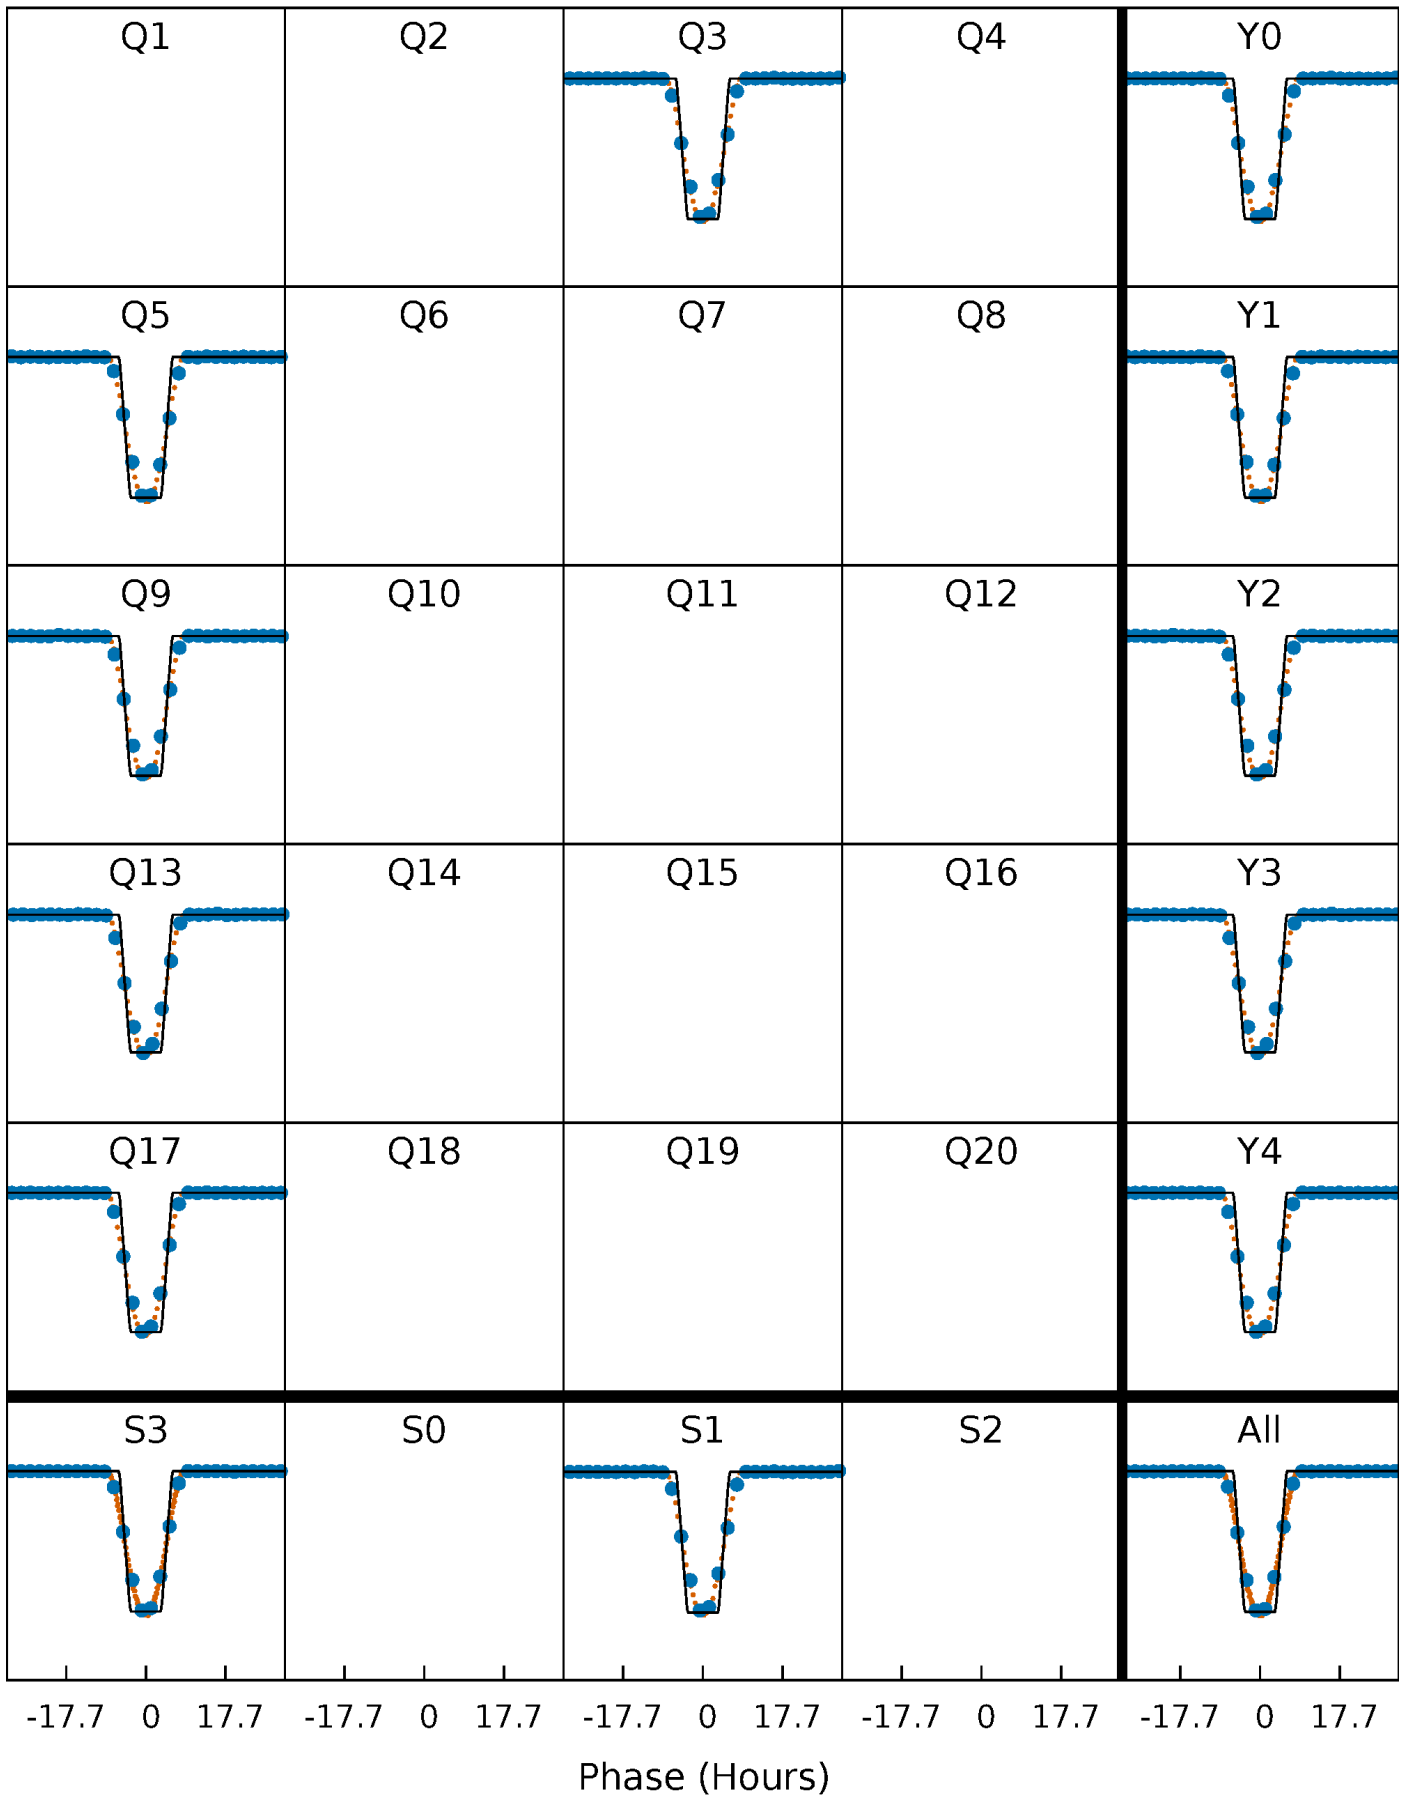 Q1 Q2 Q3 Q4 Y0
Q5 Q6 Q7 Q8 Y1
Q9 Q10 Q11 Q12 Y2
Q13 Q14 Q15 Q16 Y3
Q17 Q18 Q19 Q20 Y4
S3 S0 S1 S2 All
-17.7 0 17.7 -17.7 0 17.7 -17.7 0 17.7 -17.7 0 17.7 -17.7 0 17.7
Phase (Hours)